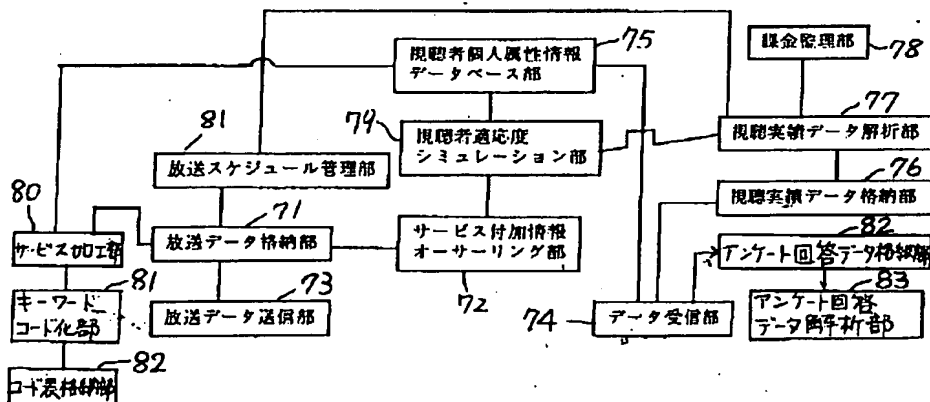 75
視聴者個人属性情報
データベース部
課金監理部
78
79
視聴者適応度
シミュレーション部
77
視聴実績データ解析部
81
放送スケジュール管理部
76
視聴実績データ格納部
80
サービス加工部
71
放送データ格納部
サービス付加情報
オーサーリング部
72
82
アンケート回答データ格納部
81
キーワード
コード化部
73
放送データ送信部
74
データ受信部
83
アンケート回答
データ解析部
82
コード表格納部